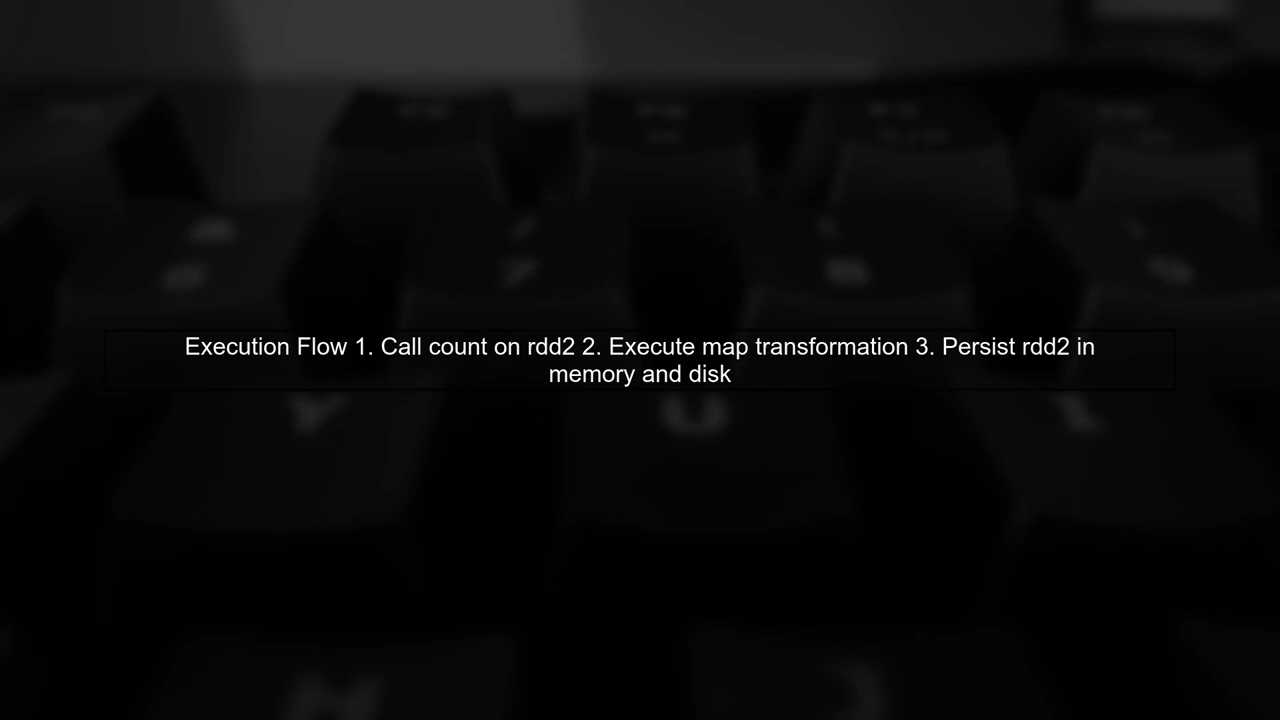 Execution Flow 1. Call count on rdd2 2. Execute map transformation 3. Persist rdd2 in
memory and disk